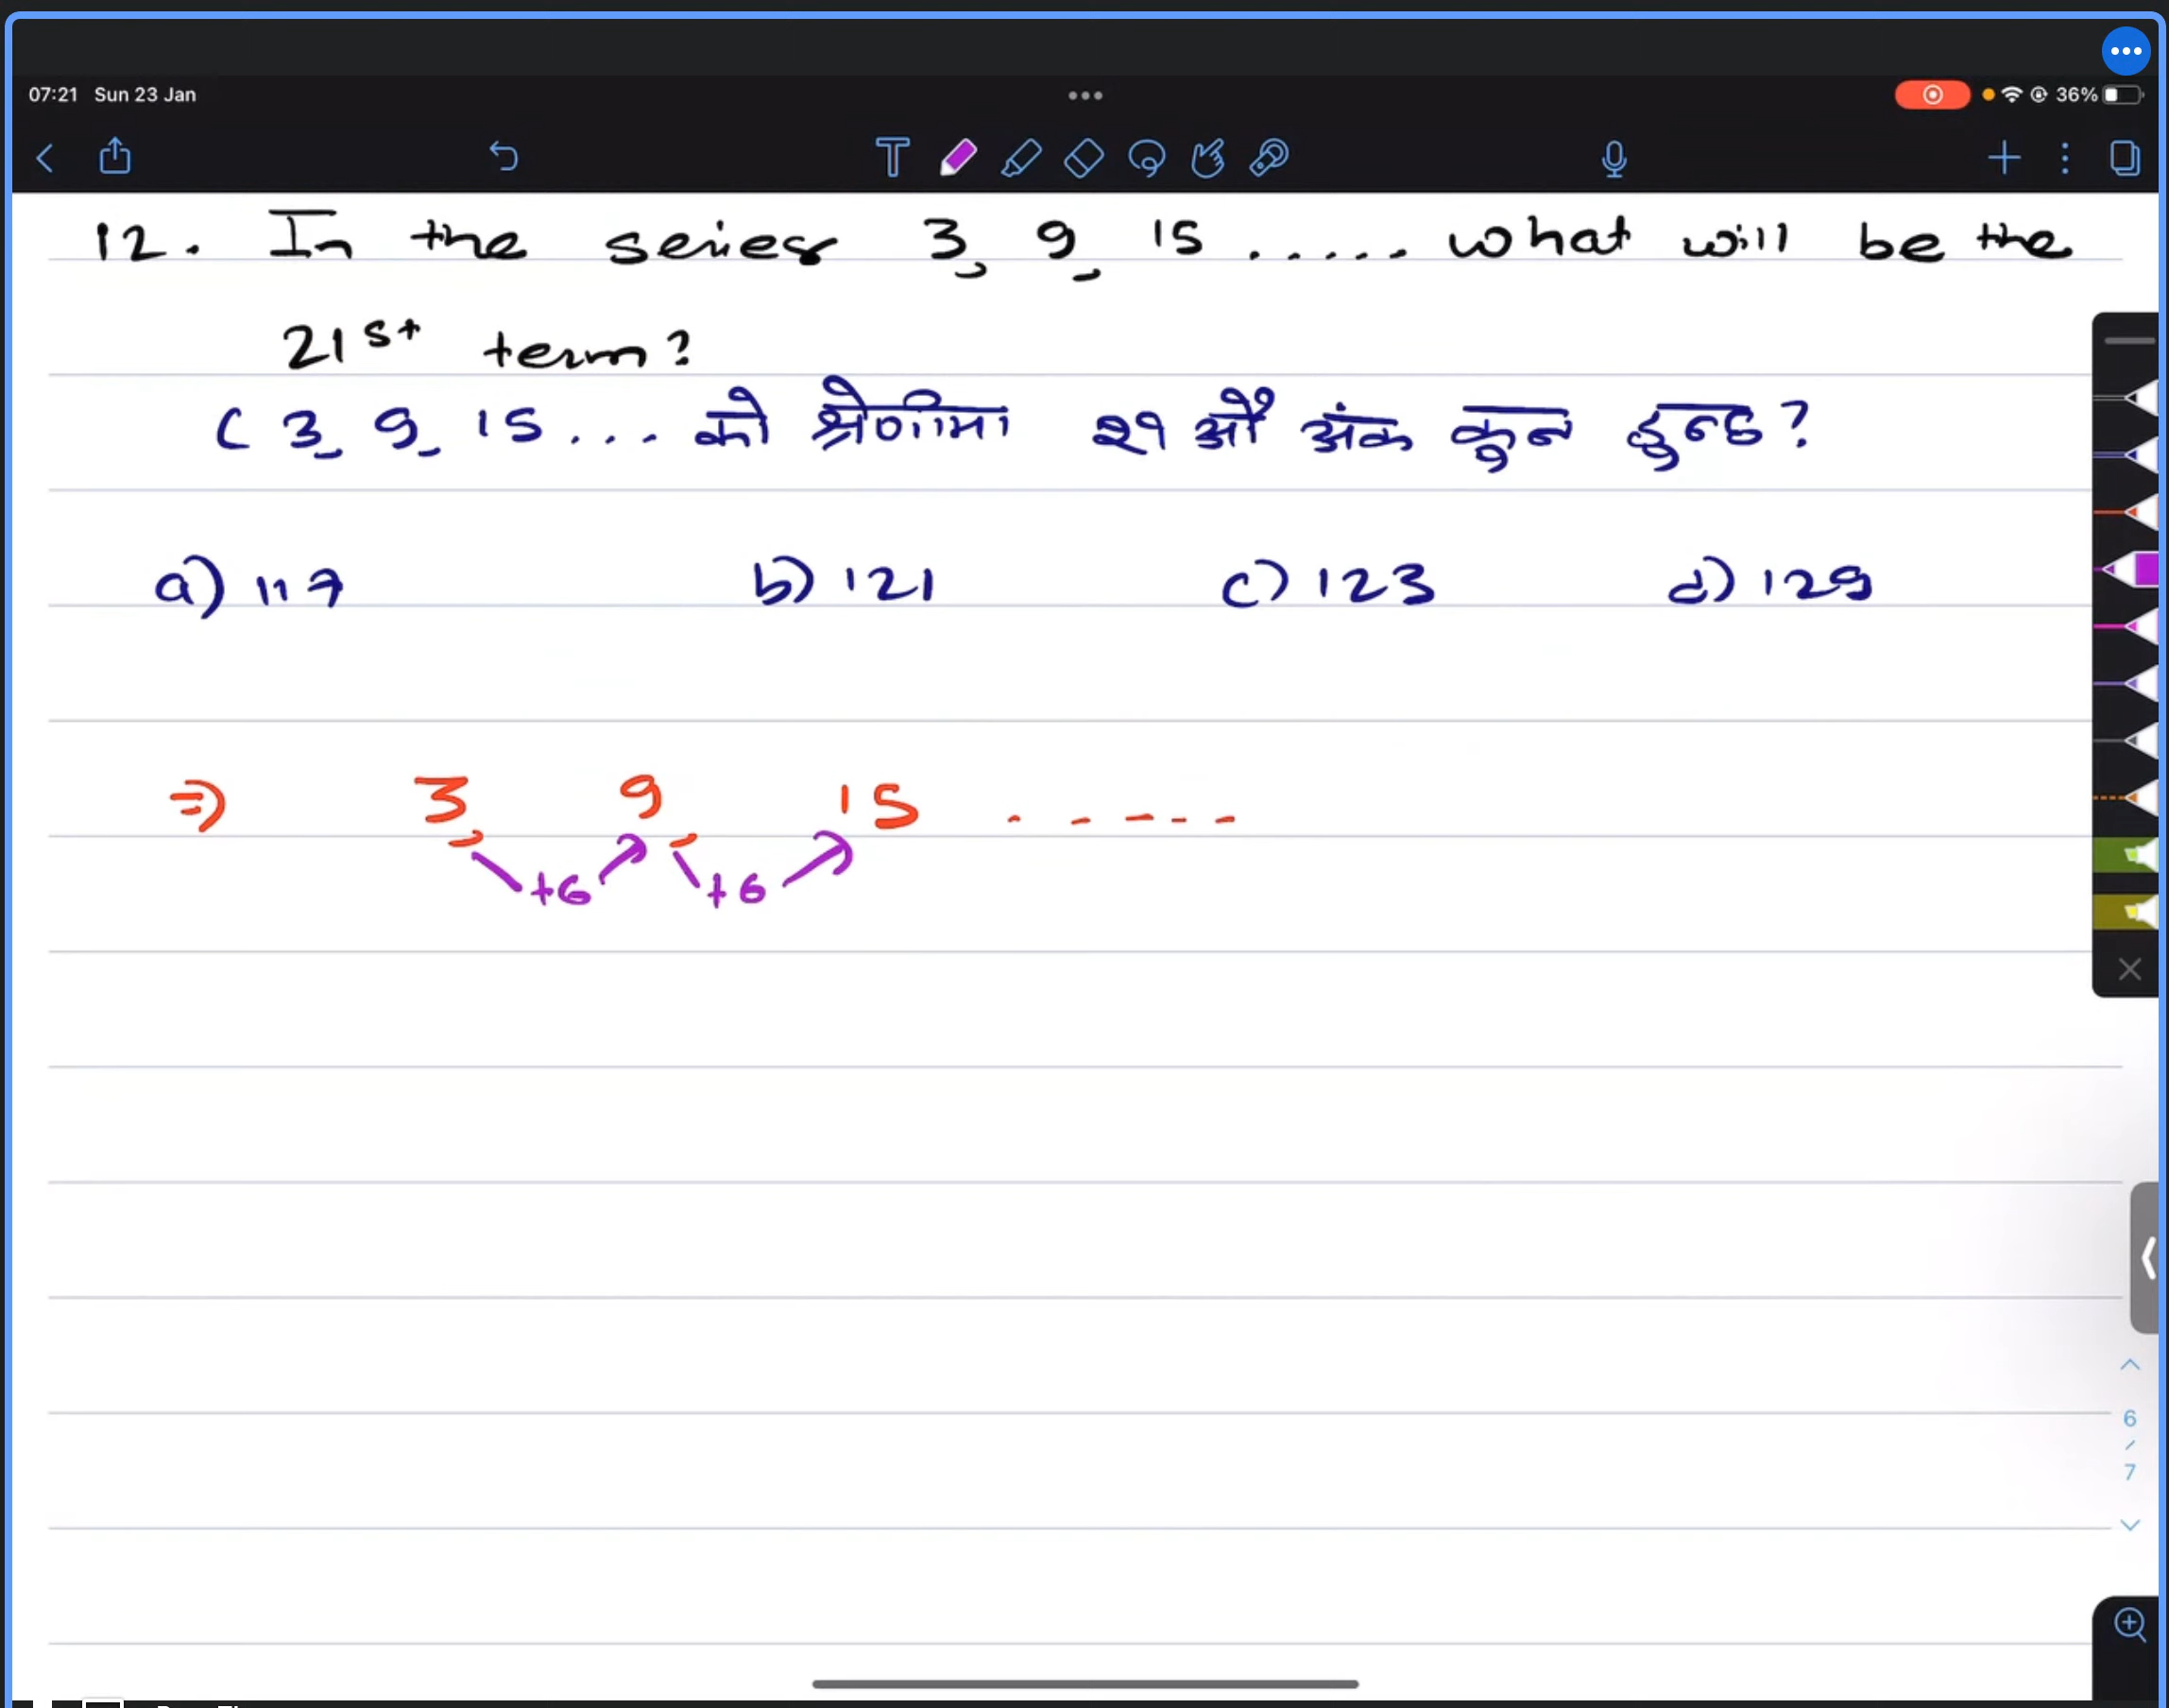 07:21 Sun 23 Jan
36%
12. In the series 3, 9, 15 ..... what will be the
21st term?
( 3, 9, 15 ... को श्रेणीमा २१ औं अंक कुन हुन्छ?
a) 117 b) 121 c) 123 d) 129
⇒ 3, 9, 15 -----
+6 +6
6
/
7